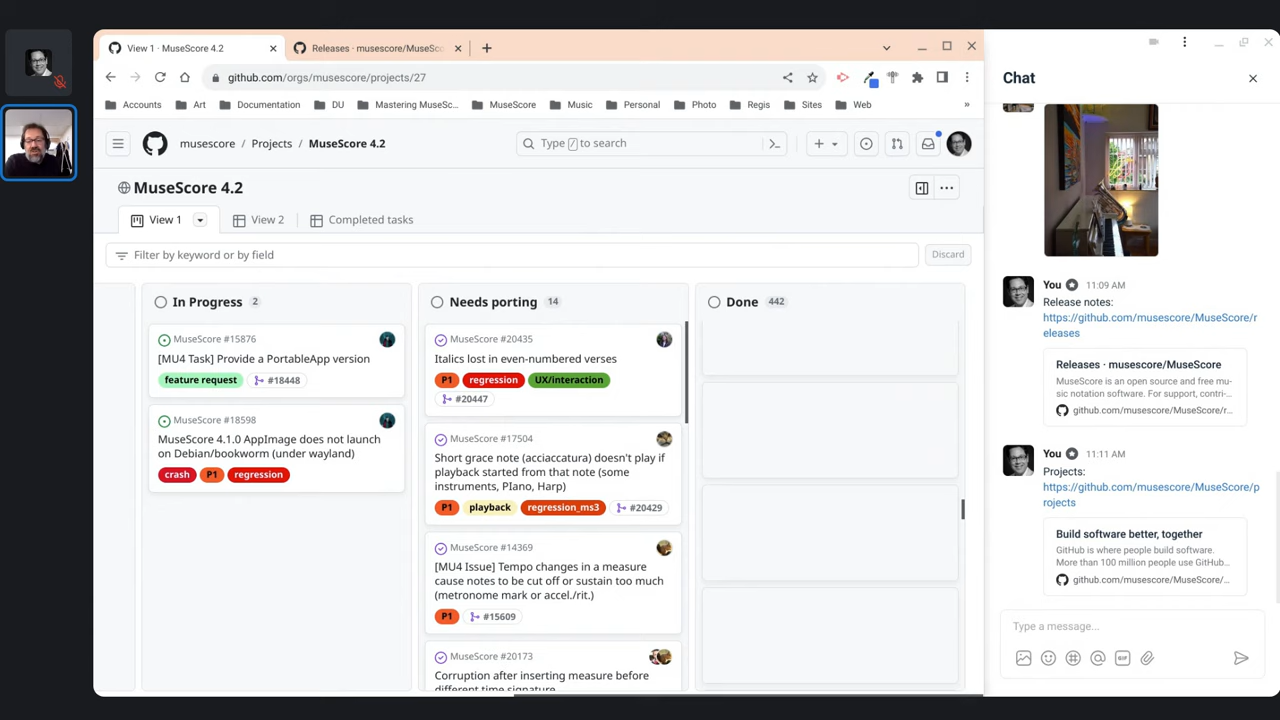 View 1 · MuseScore 4.2
Releases · musescore/MuseSco
github.com/orgs/musescore/projects/27
Accounts
Art
Documentation
DU
Mastering MuseSc...
MuseScore
Music
Personal
Photo
Regis
Sites
Web
»
musescore / Projects / MuseScore 4.2
Type / to search
MuseScore 4.2
View 1
View 2
Completed tasks
Filter by keyword or by field
Discard
In Progress 2
MuseScore #15876
[MU4 Task] Provide a PortableApp version
feature request
#18448
MuseScore #18598
MuseScore 4.1.0 AppImage does not launch
on Debian/bookworm (under wayland)
crash
P1
regression
Needs porting 14
MuseScore #20435
Italics lost in even-numbered verses
P1
regression
UX/interaction
#20447
MuseScore #17504
Short grace note (acciaccatura) doesn't play if
playback started from that note (some
instruments, PIano, Harp)
P1
playback
regression_ms3
#20429
MuseScore #14369
[MU4 Issue] Tempo changes in a measure
cause notes to be cut off or sustain too much
(metronome mark or accel./rit.)
P1
#15609
MuseScore #20173
Corruption after inserting measure before
different time signature
Done 442
Chat
You 11:09 AM
Release notes:
https://github.com/musescore/MuseScore/r
eleases
Releases · musescore/MuseScore
MuseScore is an open source and free mu-
sic notation software. For support, contri-...
github.com/musescore/MuseScore/r...
You 11:11 AM
Projects:
https://github.com/musescore/MuseScore/p
rojects
Build software better, together
GitHub is where people build software.
More than 100 million people use GitHub...
github.com/musescore/MuseScore/...
Type a message...
GIF